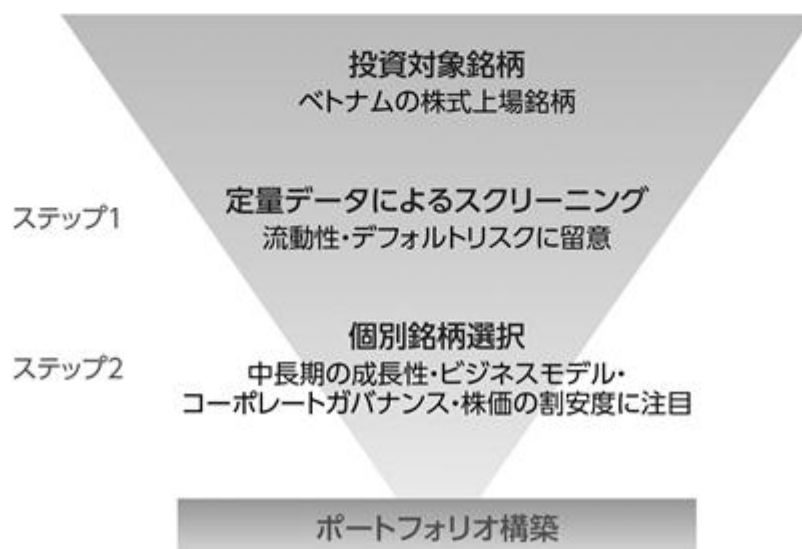 投資対象銘柄
ベトナムの株式上場銘柄
ステップ1
定量データによるスクリーニング
流動性・デフォルトリスクに留意
ステップ2
個別銘柄選択
中長期の成長性・ビジネスモデル・
コーポレートガバナンス・株価の割安度に注目
ポートフォリオ構築